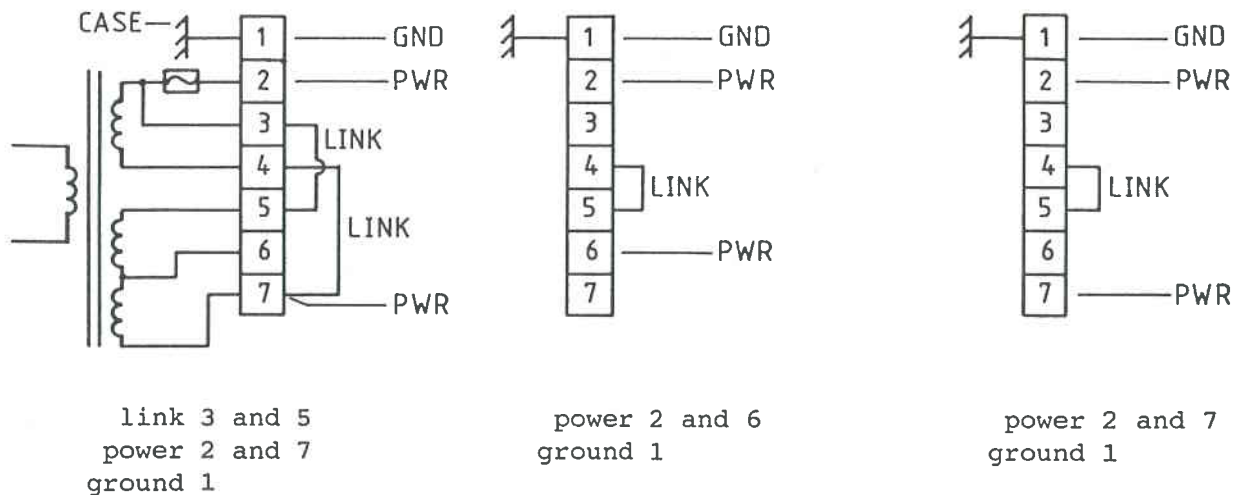 CASE
1 GND
2 PWR
3
LINK
4
5
LINK
6
7
PWR
link 3 and 5
power 2 and 7
ground 1
1 GND
2 PWR
3
4
LINK
5
6 PWR
7
power 2 and 6
ground 1
1 GND
2 PWR
3
4
LINK
5
6
7 PWR
power 2 and 7
ground 1